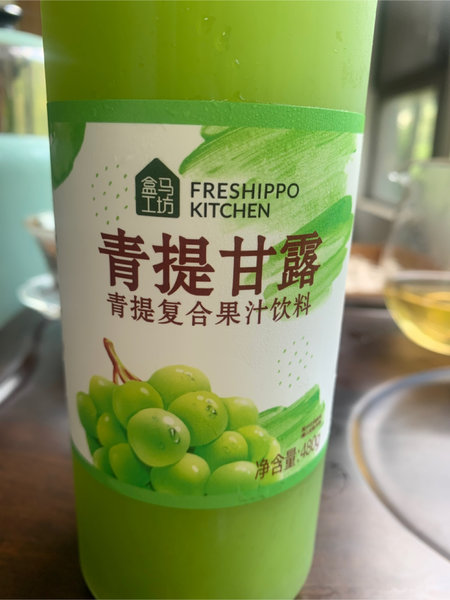 盒马
工坊
FRESHIPPO
KITCHEN
青提甘露
青提复合果汁饮料
净含量:480g